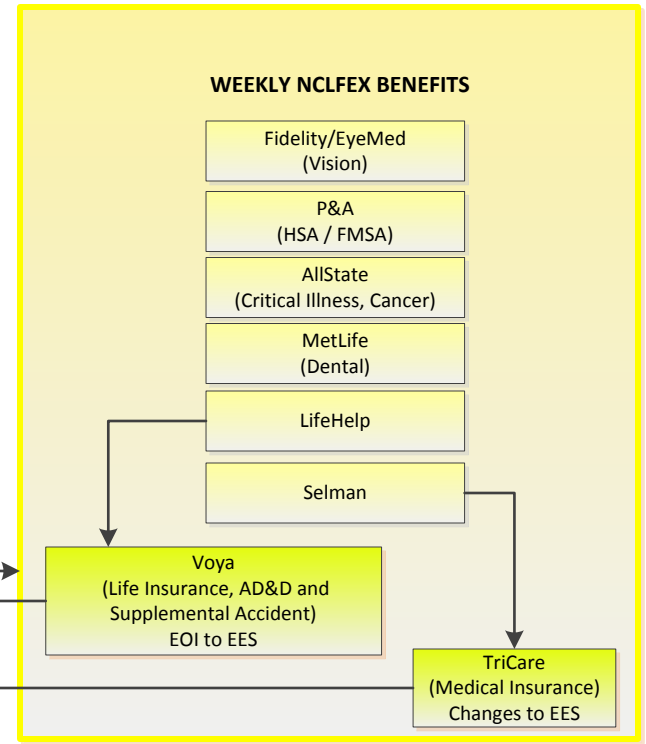 WEEKLY NCLFEX BENEFITS
Fidelity/EyeMed
(Vision)
P&A
(HSA / FMSA)
AllState
(Critical Illness, Cancer)
MetLife
(Dental)
LifeHelp
Selman
Voya
(Life Insurance, AD&D and
Supplemental Accident)
EOI to EES
TriCare
(Medical Insurance)
Changes to EES